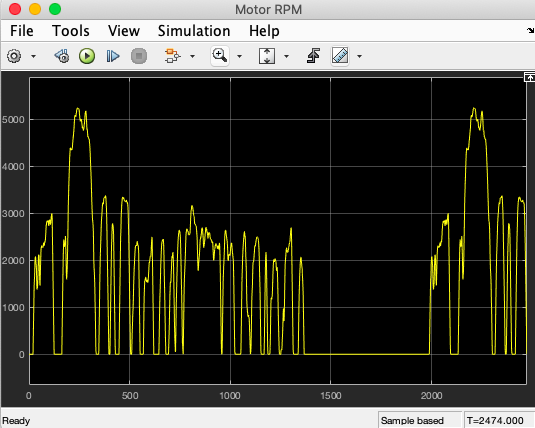 Motor RPM
File Tools View Simulation Help
5000
4000
3000
2000
1000
0
0 500 1000 1500 2000
Ready Sample based T=2474.000